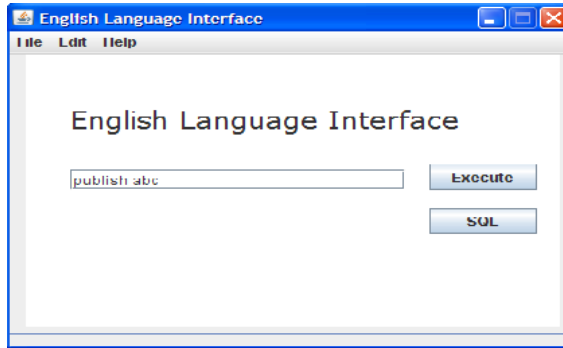 English Language Interface
File Edit Help
English Language Interface
publish abc
Execute
SQL